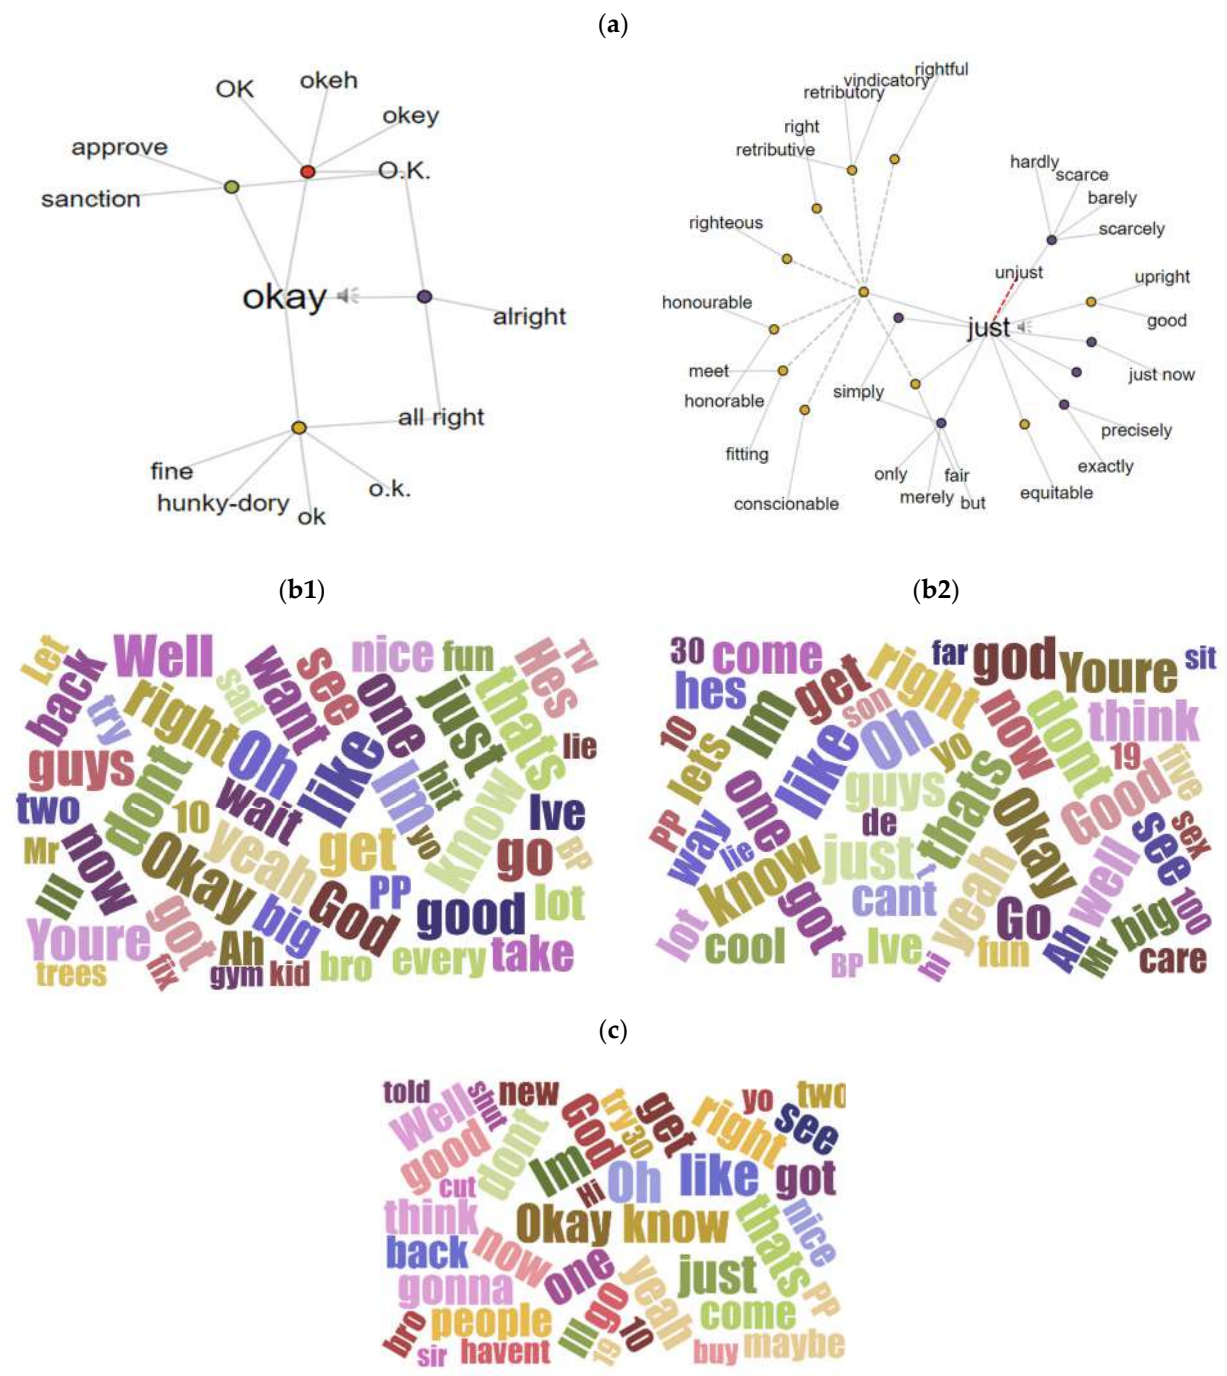 (a)
OK
okeh
okey
approve
O.K.
sanction
okay
alright
all right
fine
hunky-dory
o.k.
ok
rightful
vindicatory
retributory
right
retributive
righteous
honourable
meet
honorable
fitting
conscionable
hardly
scarce
barely
scarcely
unjust
upright
just
good
just now
simply
precisely
only
fair
exactly
merely
but
equitable
(b1)
(b2)
Let
Well
nice
fun
Hes
TV
back
try
right
sad
want
see
one
just
thats
lie
guys
dont
Oh
like
Im
hit
know
Ive
two
10
wait
yo
Mr
now
Okay
yeah
get
go
BP
Ill
got
big
God
PP
good
lot
Youre
Ah
trees
fix
gym
kid
bro
every
take
30
come
get
right
far
god
Youre
sit
hes
Im
son
Oh
now
dont
think
10
lets
like
yo
19
five
guys
thats
Good
PP
way
one
de
Okay
see
sex
lie
know
just
well
100
lot
cool
got
cant
yeah
Go
Ah
Mr
big
BP
Ive
hi
fun
care
(c)
told
Well
shut
new
God
try
get
right
yo
two
good
dont
30
see
cut
Im
Hi
Oh
like
got
think
Okay
know
thats
nice
back
now
one
yeah
just
gonna
go
come
PP
bro
people
Ill
10
sir
havent
19
buy
maybe